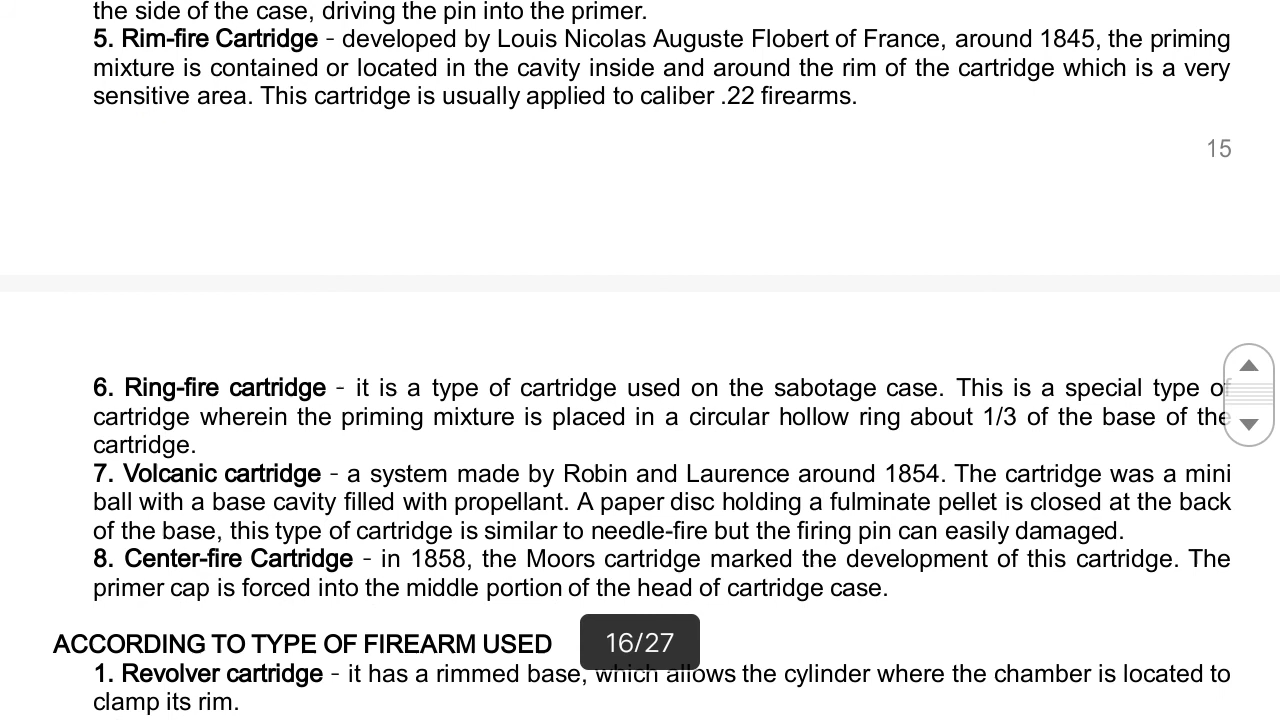 the side of the case, driving the pin into the primer.
5. Rim-fire Cartridge - developed by Louis Nicolas Auguste Flobert of France, around 1845, the priming
mixture is contained or located in the cavity inside and around the rim of the cartridge which is a very
sensitive area. This cartridge is usually applied to caliber .22 firearms.
15
6. Ring-fire cartridge - it is a type of cartridge used on the sabotage case. This is a special type of
cartridge wherein the priming mixture is placed in a circular hollow ring about 1/3 of the base of the
cartridge.
7. Volcanic cartridge - a system made by Robin and Laurence around 1854. The cartridge was a mini
ball with a base cavity filled with propellant. A paper disc holding a fulminate pellet is closed at the back
of the base, this type of cartridge is similar to needle-fire but the firing pin can easily damaged.
8. Center-fire Cartridge - in 1858, the Moors cartridge marked the development of this cartridge. The
primer cap is forced into the middle portion of the head of cartridge case.
ACCORDING TO TYPE OF FIREARM USED
16/27
1. Revolver cartridge - it has a rimmed base, which allows the cylinder where the chamber is located to
clamp its rim.